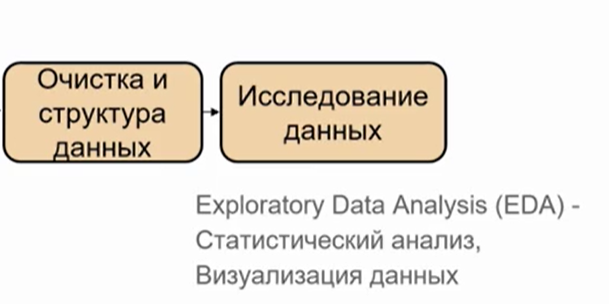 Очистка и
структура
данных
Исследование
данных
Exploratory Data Analysis (EDA) -
Статистический анализ,
Визуализация данных